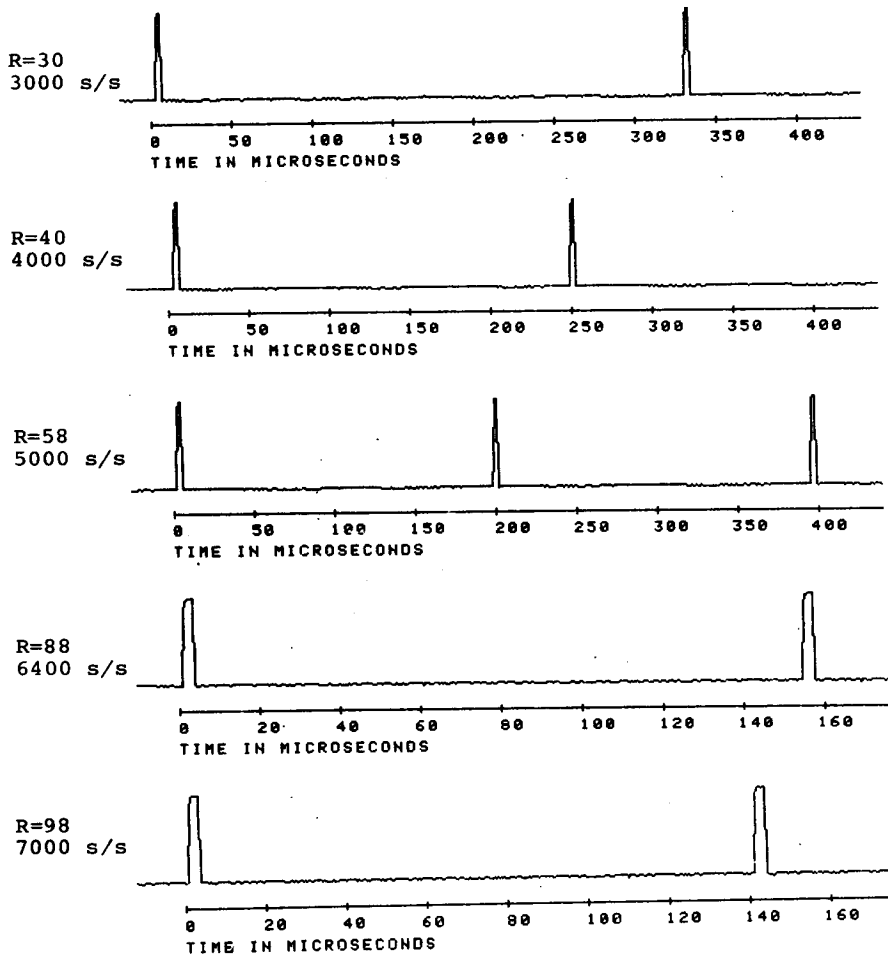 R=30
3000 s/s
0 50 100 150 200 250 300 350 400
TIME IN MICROSECONDS
R=40
4000 s/s
0 50 100 150 200 250 300 350 400
TIME IN MICROSECONDS
R=58
5000 s/s
0 50 100 150 200 250 300 350 400
TIME IN MICROSECONDS
R=88
6400 s/s
0 20 40 60 80 100 120 140 160
TIME IN MICROSECONDS
R=98
7000 s/s
0 20 40 60 80 100 120 140 160
TIME IN MICROSECONDS